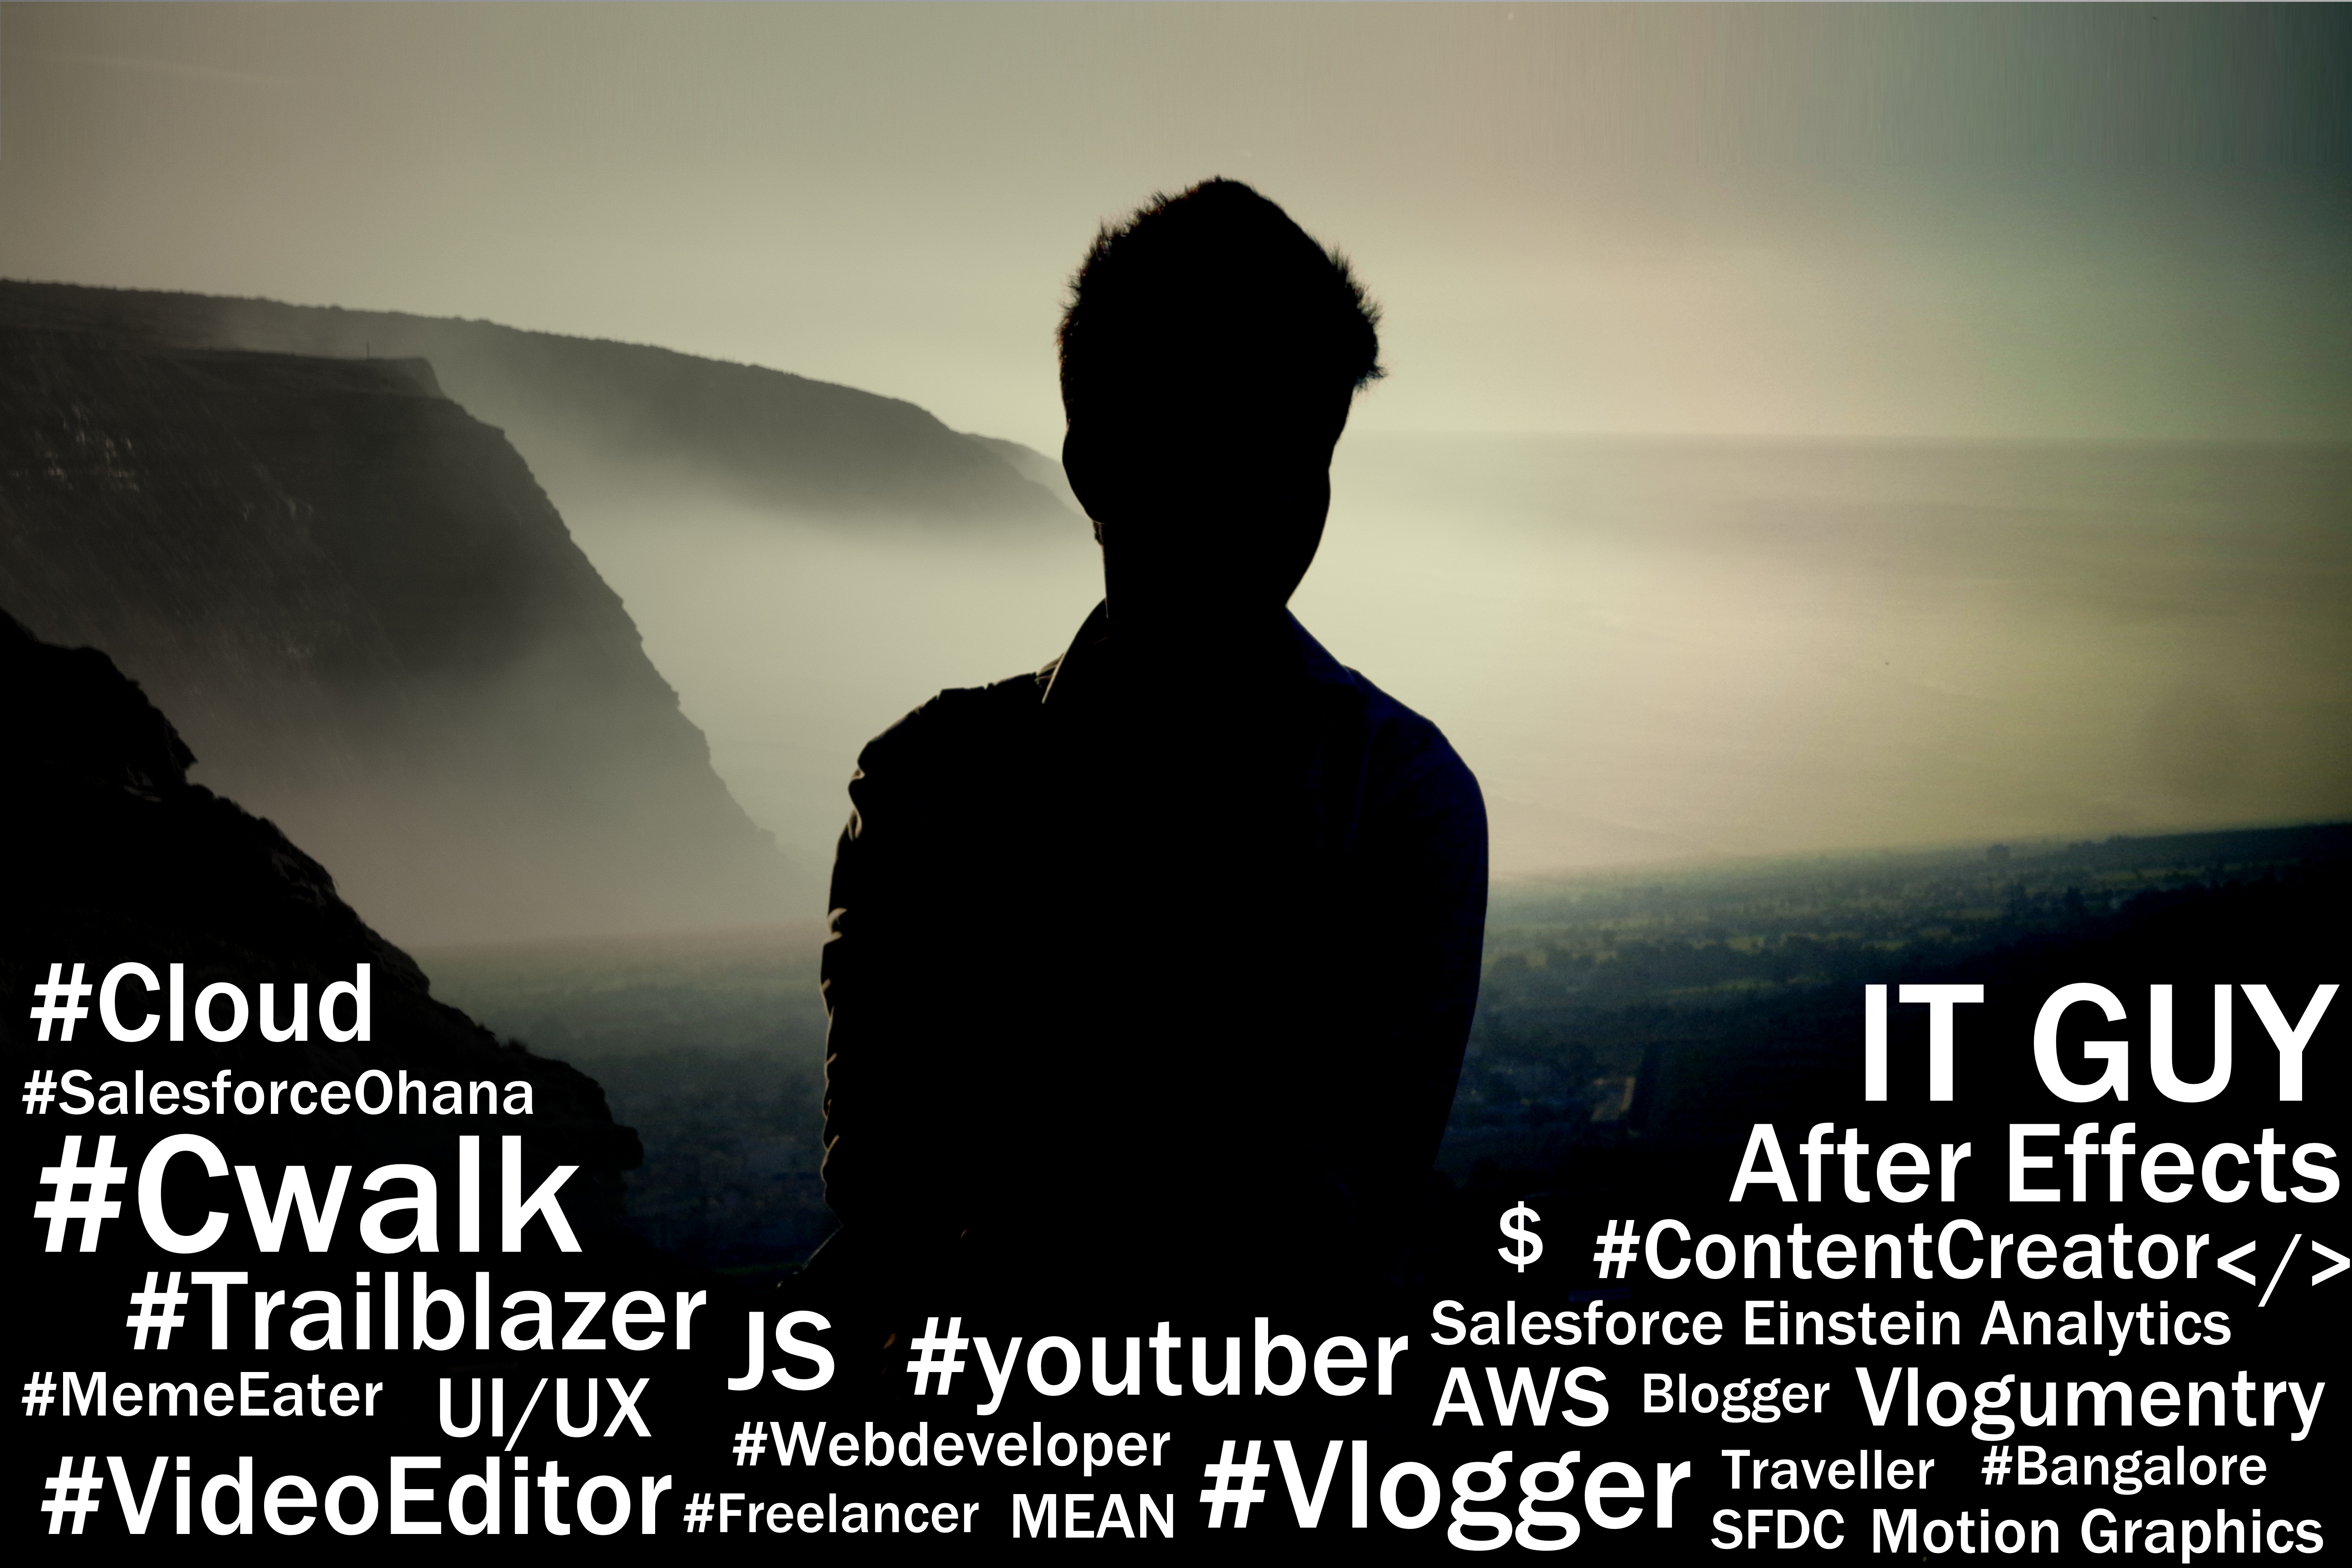 #Cloud
#SalesforceOhana
#Cwalk
#Trailblazer
#MemeEater UI/UX
#VideoEditor
JS #youtuber
#Webdeveloper
#Freelancer MEAN
#Vlogger
IT GUY
After Effects
$ #ContentCreator</>
Salesforce Einstein Analytics
AWS Blogger Vlogumentry
Traveller #Bangalore
SFDC Motion Graphics